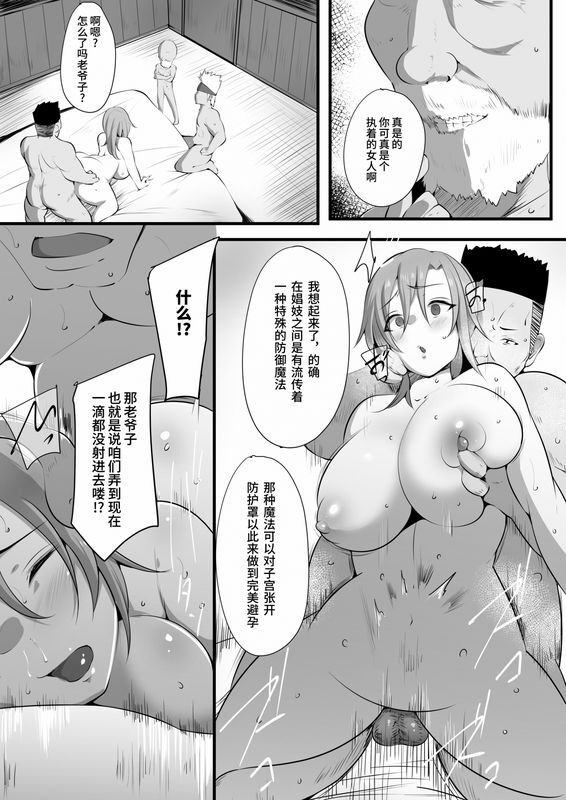 真是的
你可真是个
执着的女人啊
啊嗯?
怎么了吗老爷子?
我想起来了，的确
在娼妓之间是有流传着
一种特殊的防御魔法
那种魔法可以对子宫张开
防护罩以此来做到完美避孕
什么!?
那老爷子
也就是说咱们弄到现在
一滴都没射进去喽!?